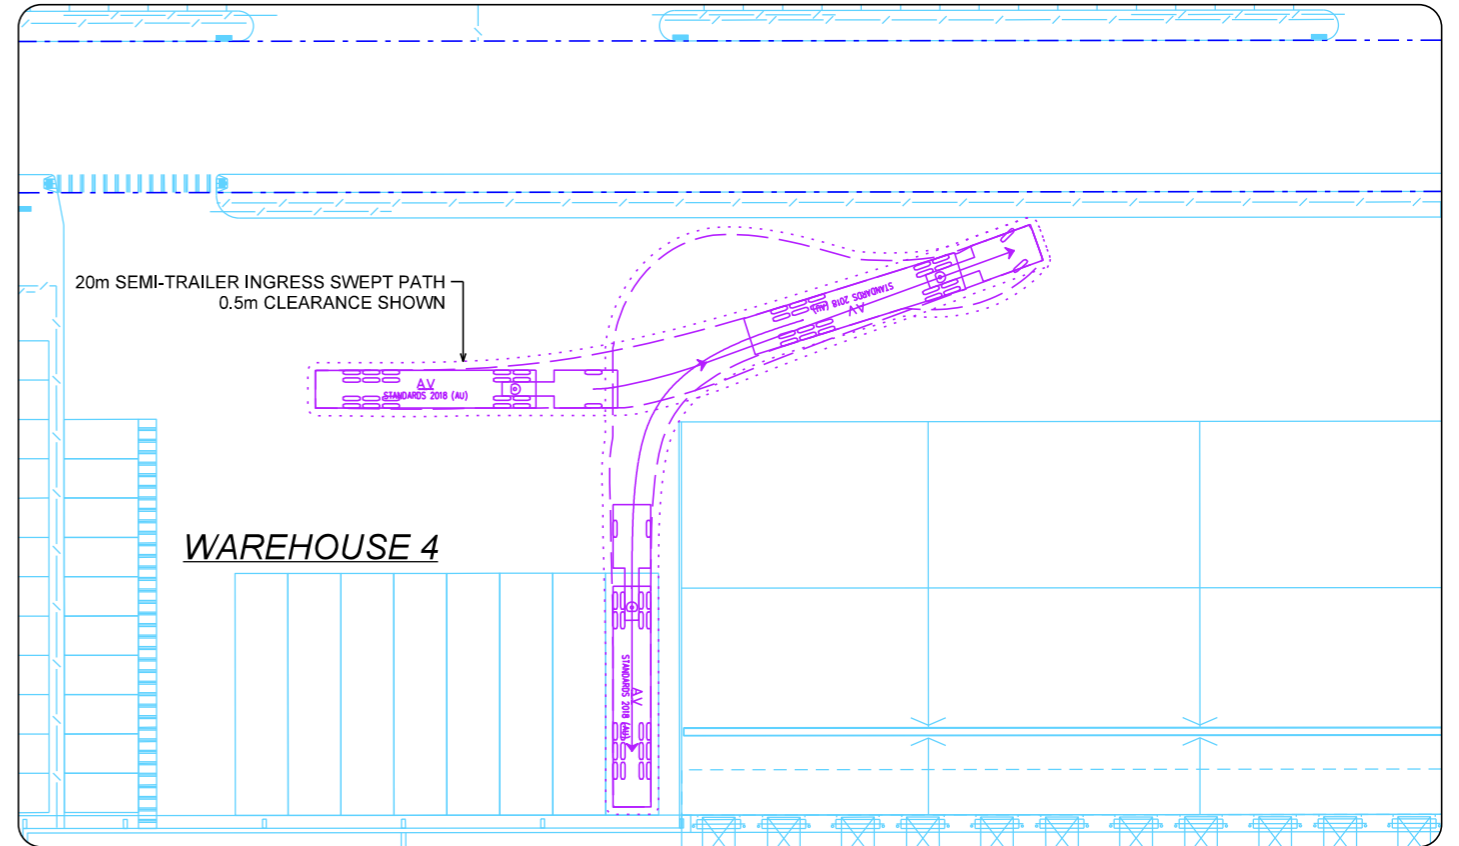 20m SEMI-TRAILER INGRESS SWEPT PATH
0.5m CLEARANCE SHOWN
AV
STANDARDS 2018 (AU)
AV
STANDARDS 2018 (AU)
WAREHOUSE 4
AV
STANDARDS 2018 (AU)